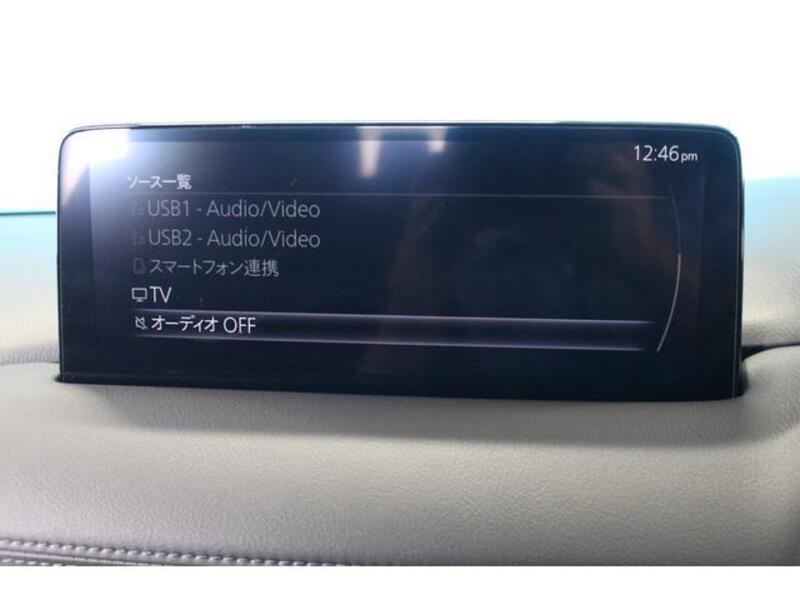 12:46pm
ソース一覧
USB1 - Audio/Video
USB2 - Audio/Video
スマートフォン連携
TV
オーディオ OFF